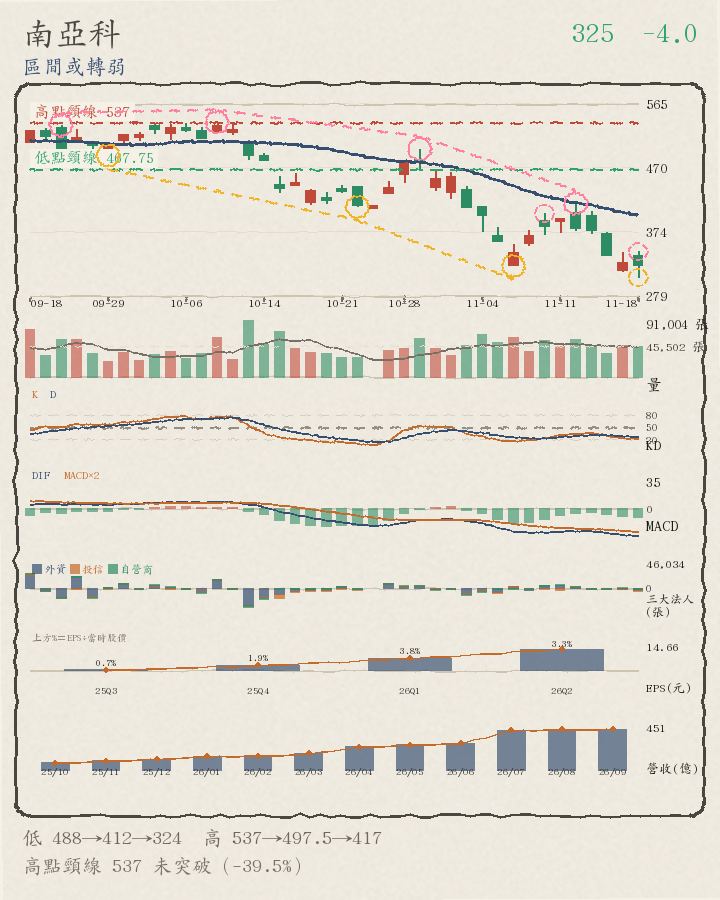 南亞科
325 -4.0
區間或轉弱
高點頸線 537
低點頸線 467.75
565
470
374
279
09-18 09-29 10-06 10-14 10-21 10-28 11-04 11-11 11-18
91,004 張
45,502 張
量
K D
80
50
20
KD
DIF MACD×2
35
0
MACD
外資 投信 自營商
46,034
0
三大法人
(張)
上方%=EPS÷當時股價
0.7% 1.9% 3.8% 3.3%
14.66
25Q3 25Q4 26Q1 26Q2
EPS(元)
451
25/10 25/11 25/12 26/01 26/02 26/03 26/04 26/05 26/06 26/07 26/08 26/09
營收(億)
低 488→412→324 高 537→497.5→417
高點頸線 537 未突破 (-39.5%)